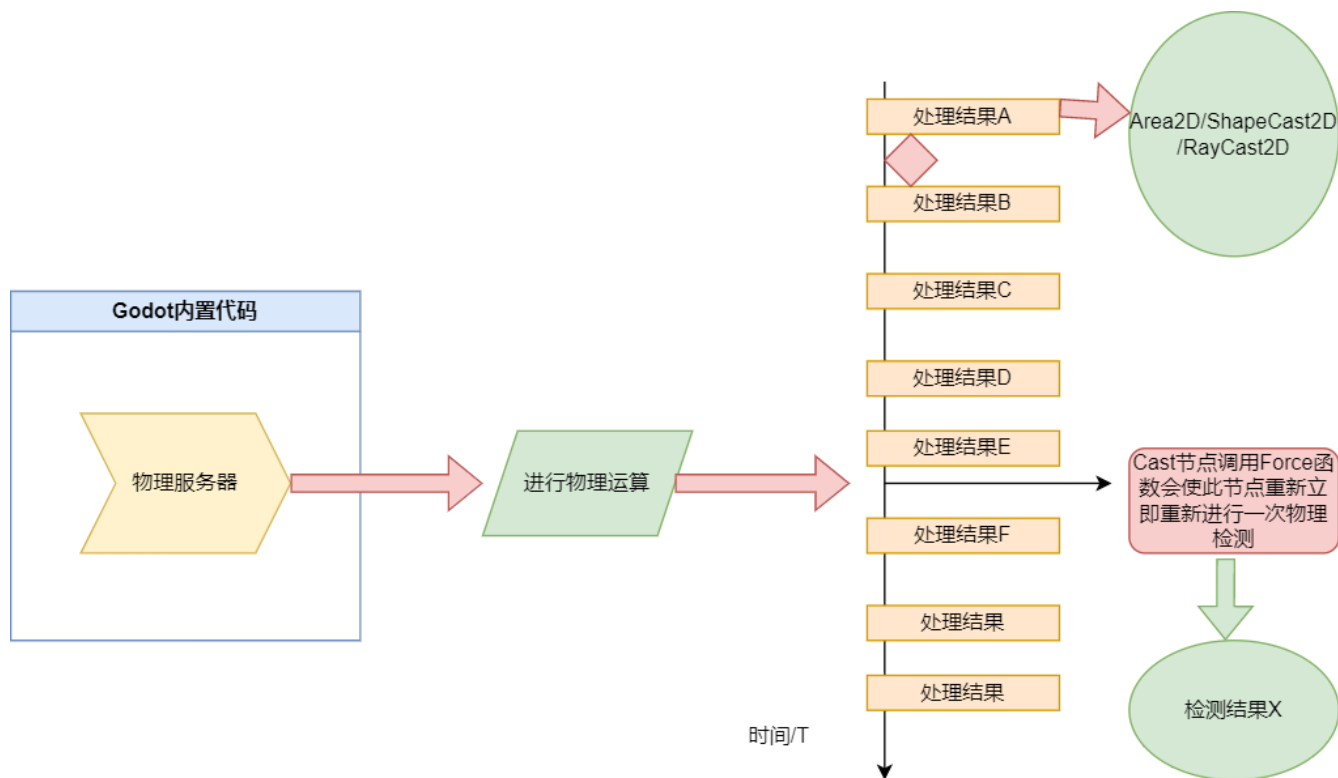 处理结果A
Area2D/ShapeCast2D
/RayCast2D
处理结果B
处理结果C
Godot内置代码
处理结果D
处理结果E
物理服务器
进行物理运算
Cast节点调用Force函
数会使此节点重新立
即重新进行一次物理
检测
处理结果F
处理结果
处理结果
检测结果X
时间/T